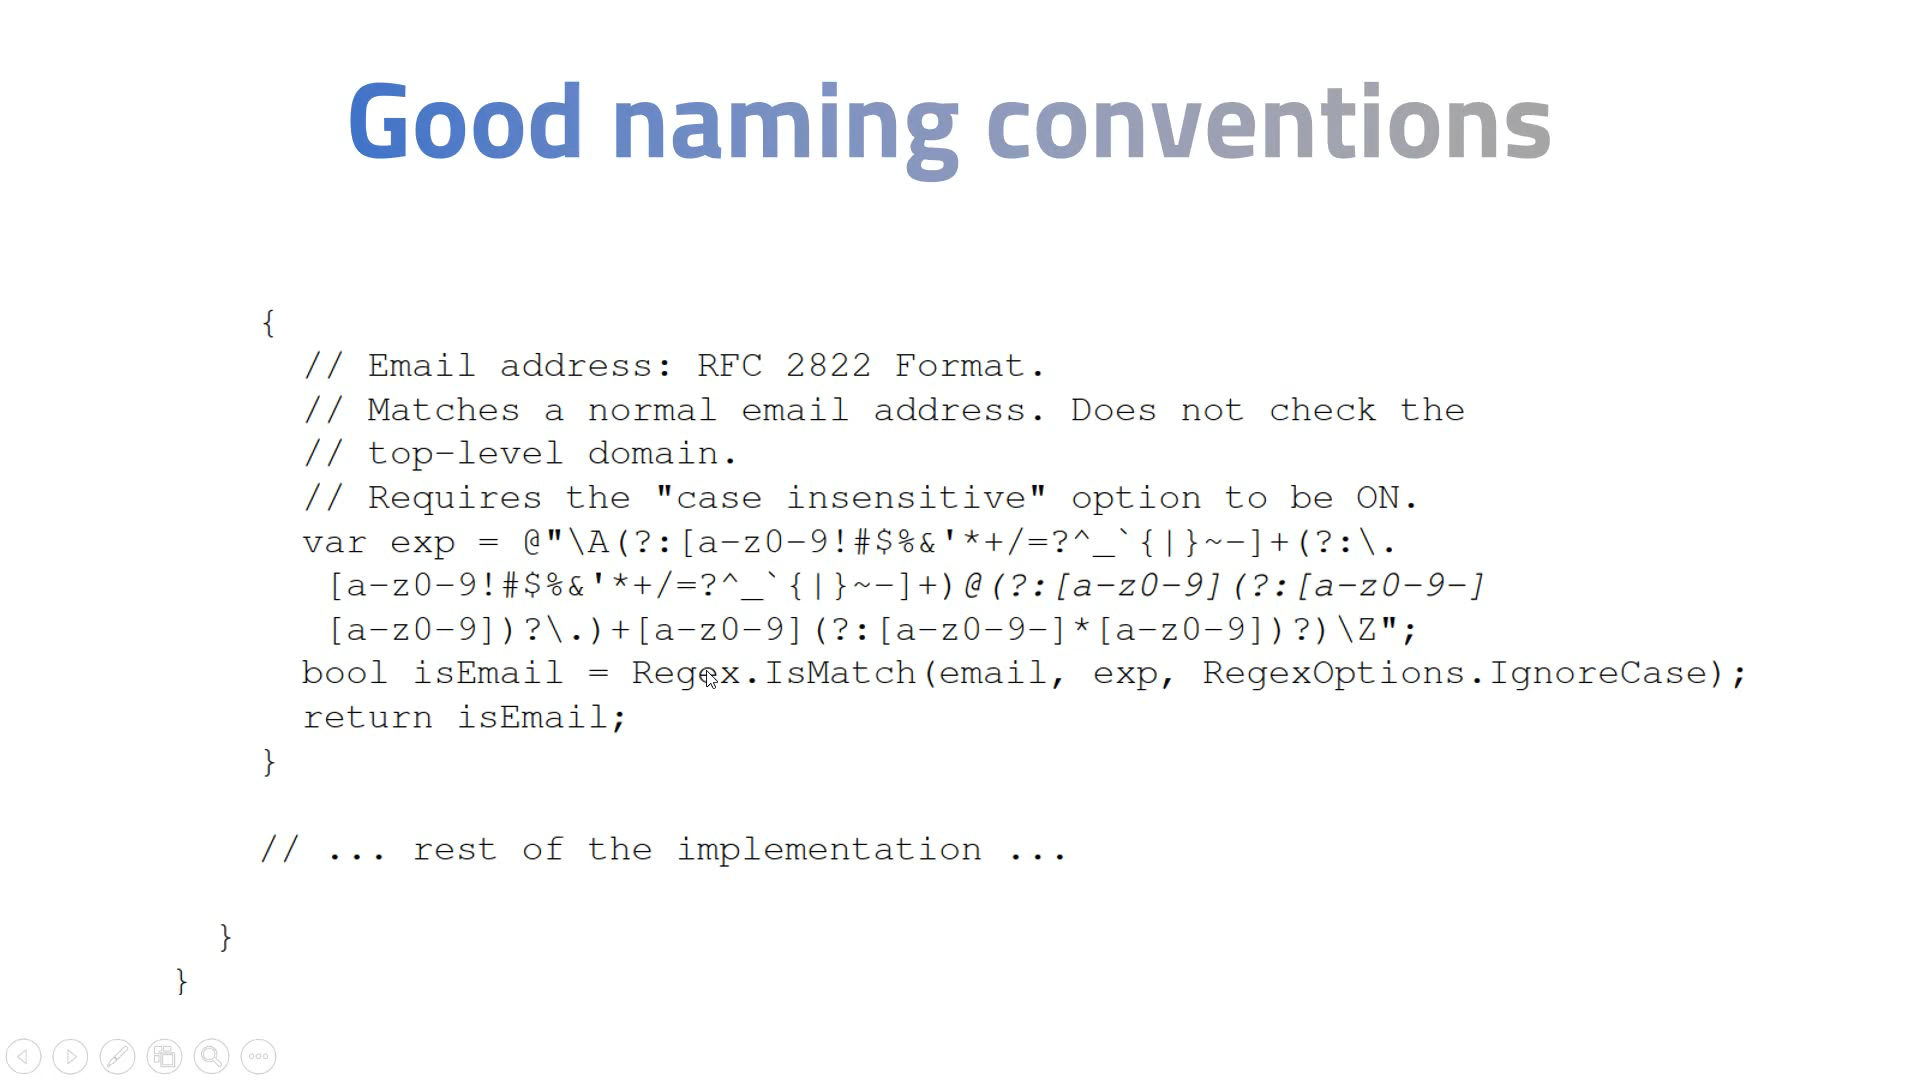 Good naming conventions
{
// Email address: RFC 2822 Format.
// Matches a normal email address. Does not check the
// top-level domain.
// Requires the "case insensitive" option to be ON.
var exp = @"\A(?:[a-z0-9!#$%&'*+/=?^_`{|}~-]+(?:\.
[a-z0-9!#$%&'*+/=?^_`{|}~-]+)@(?:[a-z0-9](?:[a-z0-9-]
[a-z0-9])?\.)+[a-z0-9](?:[a-z0-9-]*[a-z0-9])?)\Z";
bool isEmail = Regex.IsMatch(email, exp, RegexOptions.IgnoreCase);
return isEmail;
}
// ... rest of the implementation ...
}
}